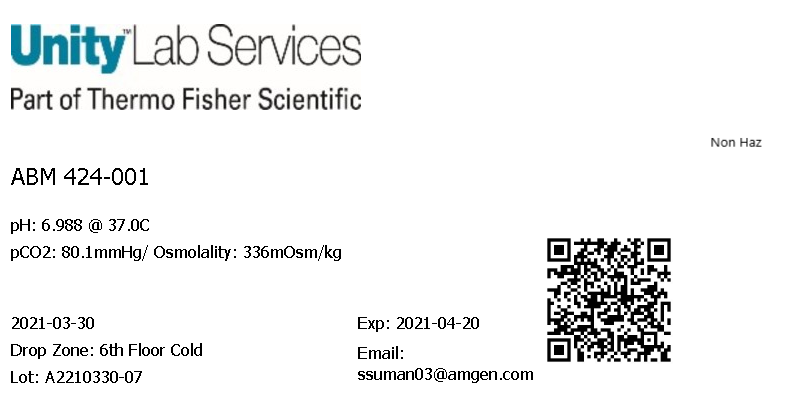 Unity™Lab Services
Part of Thermo Fisher Scientific
Non Haz
ABM 424-001
pH: 6.988 @ 37.0C
pCO2: 80.1mmHg/ Osmolality: 336mOsm/kg
2021-03-30
Exp: 2021-04-20
Drop Zone: 6th Floor Cold
Email:
Lot: A2210330-07
ssuman03@amgen.com